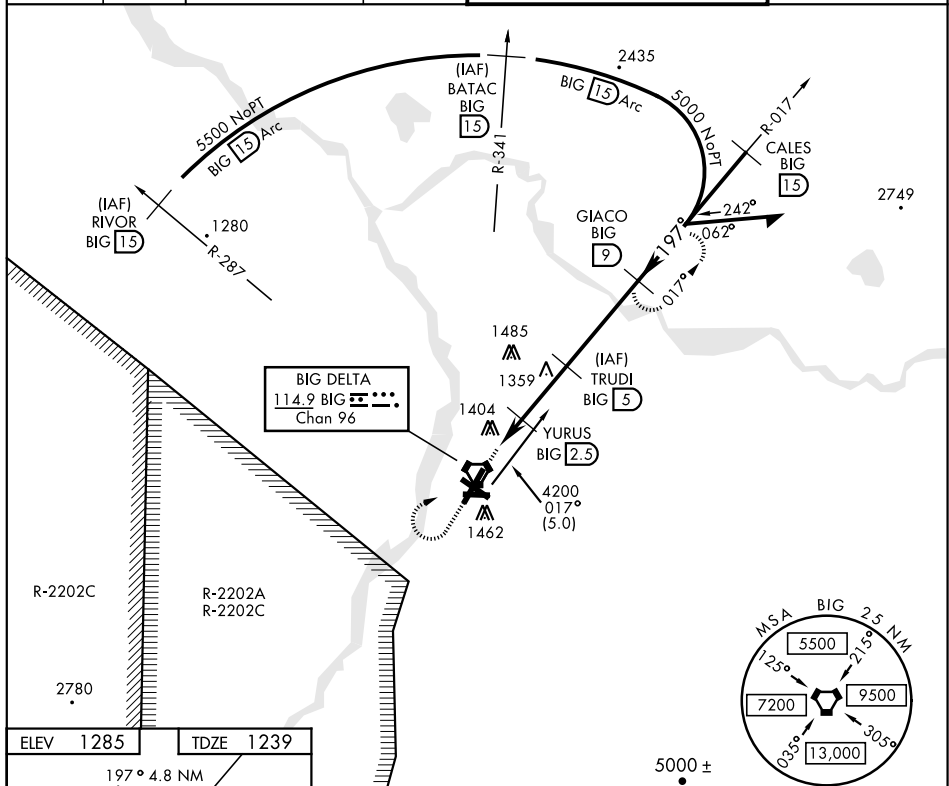 2435
(IAF)
BATAC
BIG
15
BIG 15 Arc
5000 NoPT
R-017
CALES
BIG
15
5500 NoPT
BIG 15 Arc
R-341
2749
(IAF)
RIVOR
BIG 15
1280
R-287
GIACO
BIG
9
242°
062°
197°
017°
1485
1359
(IAF)
TRUDI
BIG 5
BIG DELTA
114.9 BIG
Chan 96
1404
YURUS
BIG 2.5
4200
017°
(5.0)
1462
R-2202C
R-2202A
R-2202C
2780
MSA BIG 25 NM
5500
125°
215°
7200
9500
035°
305°
13,000
ELEV 1285
TDZE 1239
197° 4.8 NM
5000 ±